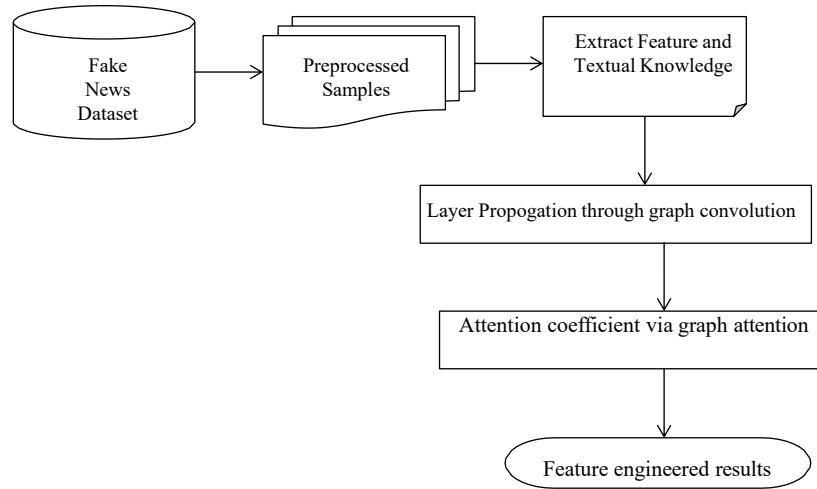 Fake
News
Dataset
Preprocessed
Samples
Extract Feature and
Textual Knowledge
Layer Propogation through graph convolution
Attention coefficient via graph attention
Feature engineered results